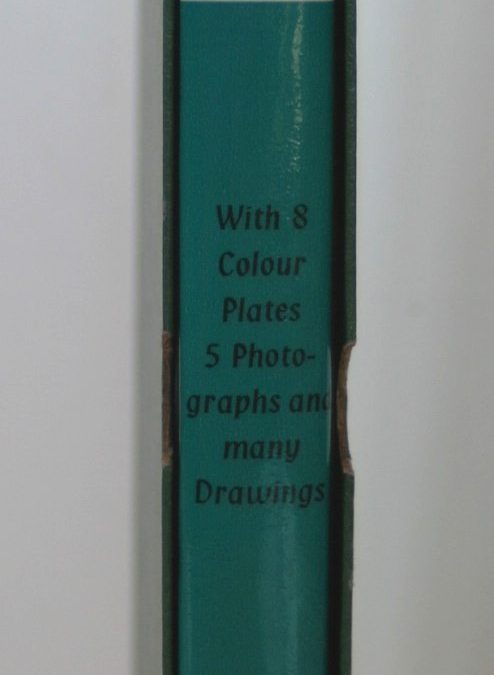 With 8
Colour
Plates
5 Photo-
graphs and
many
Drawings